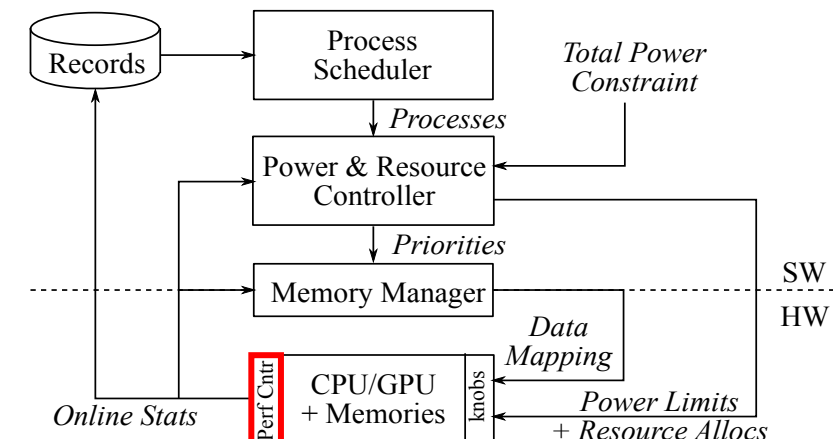 Records
Process
Scheduler
Total Power
Constraint
Processes
Power & Resource
Controller
Priorities
Memory Manager
SW
HW
Data
Mapping
Perf Cntr
CPU/GPU
+ Memories
knobs
Online Stats
Power Limits
+ Resource Allocs